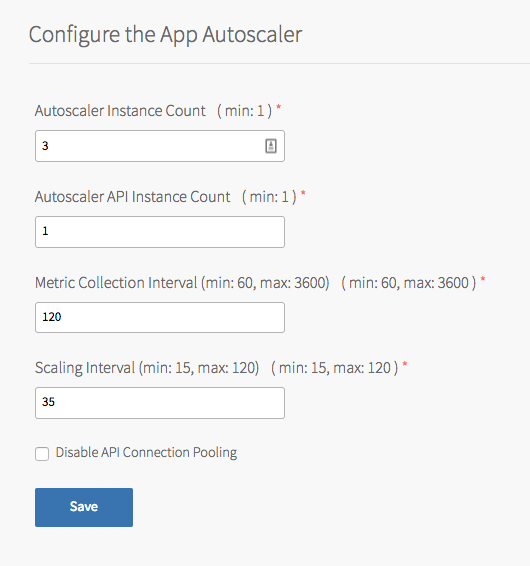 Configure the App Autoscaler
Autoscaler Instance Count ( min: 1 ) *
3
Autoscaler API Instance Count ( min: 1 ) *
1
Metric Collection Interval (min: 60, max: 3600) ( min: 60, max: 3600 ) *
120
Scaling Interval (min: 15, max: 120) ( min: 15, max: 120 ) *
35
Disable API Connection Pooling
Save